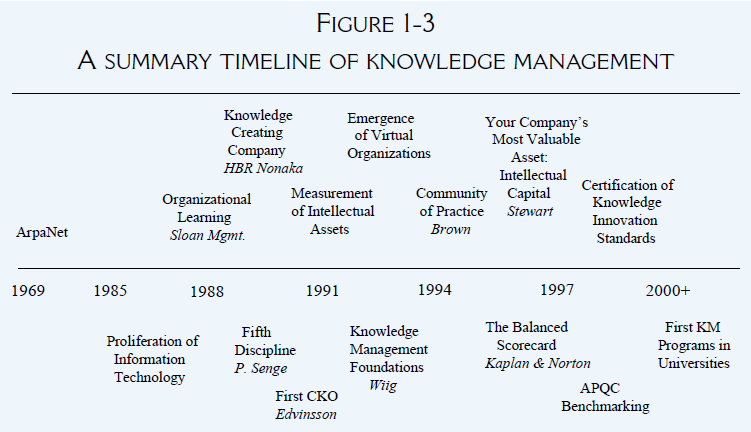 FIGURE 1-3
A SUMMARY TIMELINE OF KNOWLEDGE MANAGEMENT
Knowledge
Creating
Company
HBR Nonaka
Emergence
of Virtual
Organizations
Your Company's
Most Valuable
Asset:
Intellectual
Capital
Stewart
ArpaNet
Organizational
Learning
Sloan Mgmt.
Measurement
of Intellectual
Assets
Community
of Practice
Brown
Certification of
Knowledge
Innovation
Standards
1969 1985 1988 1991 1994 1997 2000+
Proliferation of
Information
Technology
Fifth
Discipline
P. Senge
First CKO
Edvinsson
Knowledge
Management
Foundations
Wiig
The Balanced
Scorecard
Kaplan & Norton
APQC
Benchmarking
First KM
Programs in
Universities